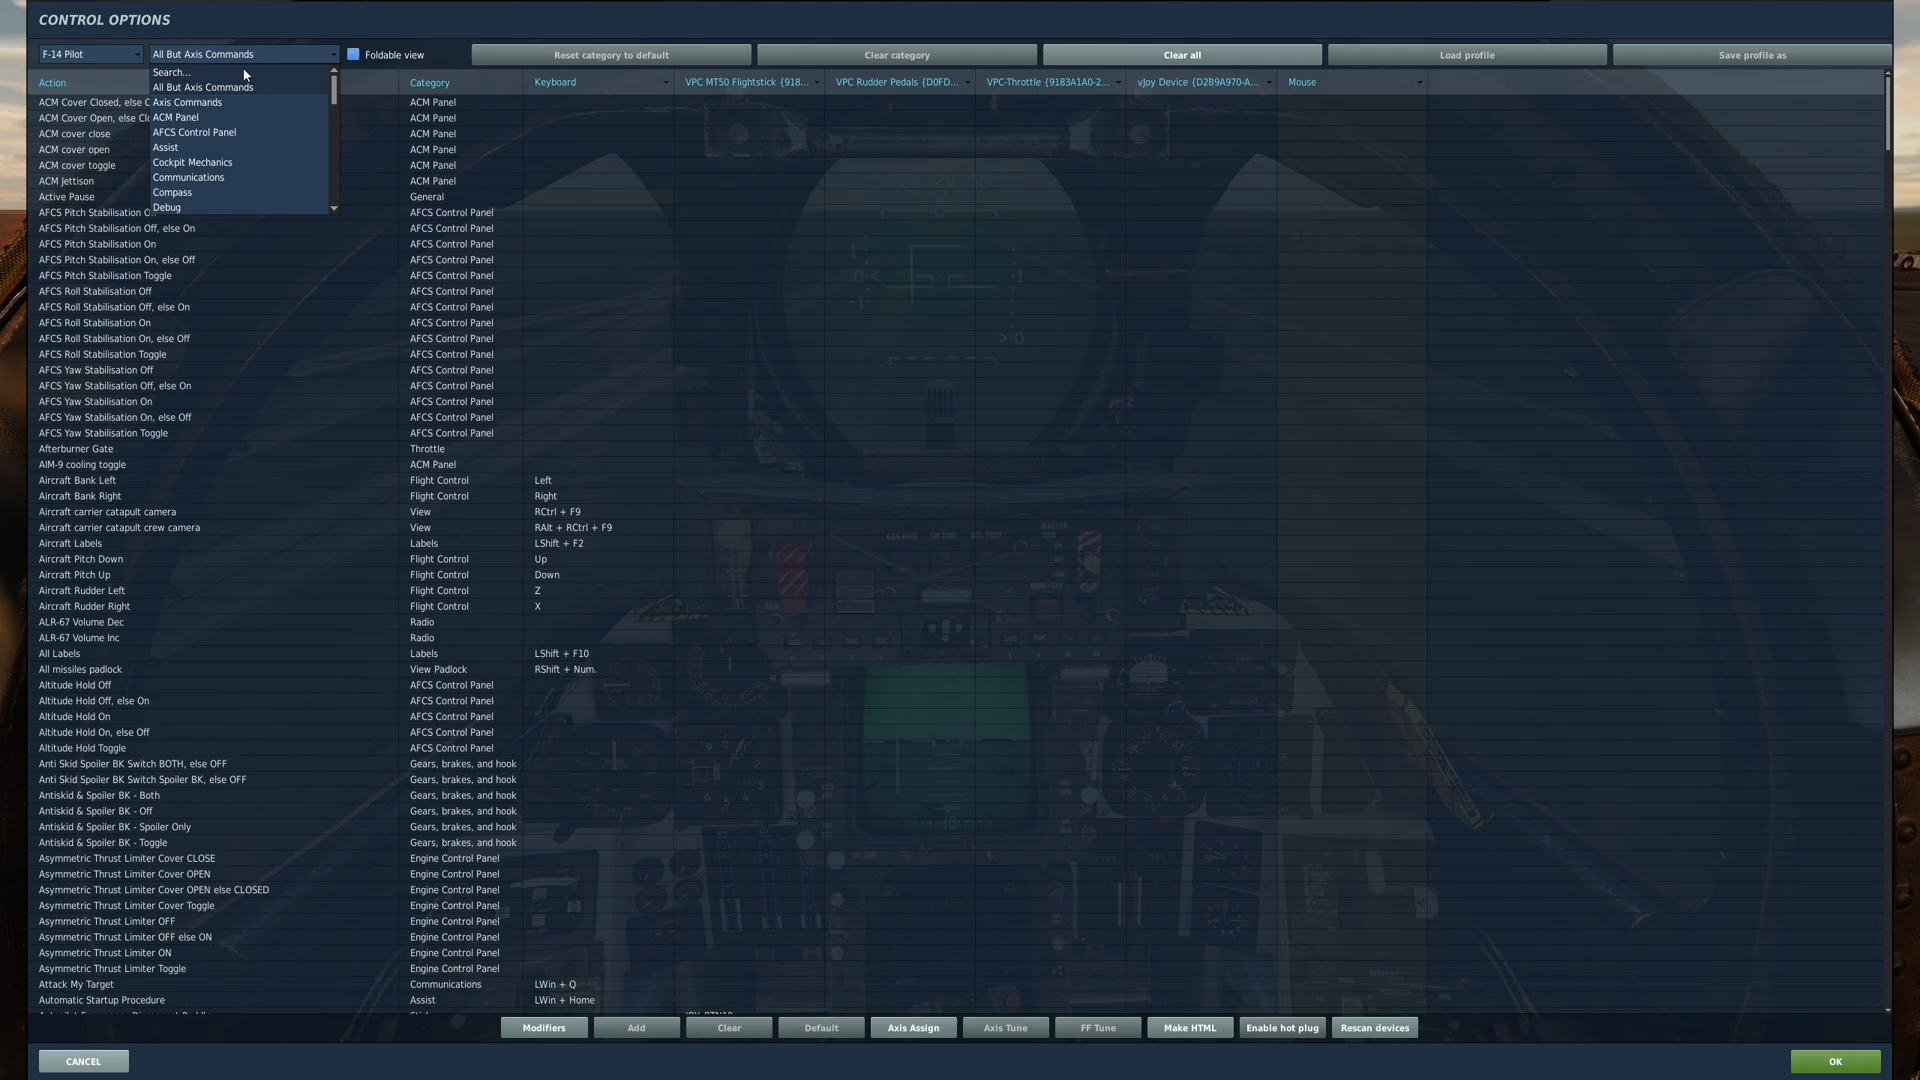 CONTROL OPTIONS
F-14 Pilot All But Axis Commands Foldable view Reset category to default Clear category Clear all Load profile Save profile as
Search...
All But Axis Commands
Axis Commands
ACM Panel
AFCS Control Panel
Assist
Cockpit Mechanics
Communications
Compass
Debug
Action Category Keyboard VPC MT50 Flightstick {918... VPC Rudder Pedals {D0FD... VPC-Throttle {9183A1A0-2... vJoy Device {D2B9A970-A... Mouse
ACM Cover Closed, else O ACM Panel
ACM Cover Open, else Clo ACM Panel
ACM cover close ACM Panel
ACM cover open ACM Panel
ACM cover toggle ACM Panel
ACM Jettison ACM Panel
Active Pause General
AFCS Pitch Stabilisation O AFCS Control Panel
AFCS Pitch Stabilisation Off, else On AFCS Control Panel
AFCS Pitch Stabilisation On AFCS Control Panel
AFCS Pitch Stabilisation On, else Off AFCS Control Panel
AFCS Pitch Stabilisation Toggle AFCS Control Panel
AFCS Roll Stabilisation Off AFCS Control Panel
AFCS Roll Stabilisation Off, else On AFCS Control Panel
AFCS Roll Stabilisation On AFCS Control Panel
AFCS Roll Stabilisation On, else Off AFCS Control Panel
AFCS Roll Stabilisation Toggle AFCS Control Panel
AFCS Yaw Stabilisation Off AFCS Control Panel
AFCS Yaw Stabilisation Off, else On AFCS Control Panel
AFCS Yaw Stabilisation On AFCS Control Panel
AFCS Yaw Stabilisation On, else Off AFCS Control Panel
AFCS Yaw Stabilisation Toggle AFCS Control Panel
Afterburner Gate Throttle
AIM-9 cooling toggle ACM Panel
Aircraft Bank Left Flight Control Left
Aircraft Bank Right Flight Control Right
Aircraft carrier catapult camera View RCtrl + F9
Aircraft carrier catapult crew camera View RAlt + RCtrl + F9
Aircraft Labels Labels LShift + F2
Aircraft Pitch Down Flight Control Up
Aircraft Pitch Up Flight Control Down
Aircraft Rudder Left Flight Control Z
Aircraft Rudder Right Flight Control X
ALR-67 Volume Dec Radio
ALR-67 Volume Inc Radio
All Labels Labels LShift + F10
All missiles padlock View Padlock RShift + Num.
Altitude Hold Off AFCS Control Panel
Altitude Hold Off, else On AFCS Control Panel
Altitude Hold On AFCS Control Panel
Altitude Hold On, else Off AFCS Control Panel
Altitude Hold Toggle AFCS Control Panel
Anti Skid Spoiler BK Switch BOTH, else OFF Gears, brakes, and hook
Anti Skid Spoiler BK Switch Spoiler BK, else OFF Gears, brakes, and hook
Antiskid & Spoiler BK - Both Gears, brakes, and hook
Antiskid & Spoiler BK - Off Gears, brakes, and hook
Antiskid & Spoiler BK - Spoiler Only Gears, brakes, and hook
Antiskid & Spoiler BK - Toggle Gears, brakes, and hook
Asymmetric Thrust Limiter Cover CLOSE Engine Control Panel
Asymmetric Thrust Limiter Cover OPEN Engine Control Panel
Asymmetric Thrust Limiter Cover OPEN else CLOSED Engine Control Panel
Asymmetric Thrust Limiter Cover Toggle Engine Control Panel
Asymmetric Thrust Limiter OFF Engine Control Panel
Asymmetric Thrust Limiter OFF else ON Engine Control Panel
Asymmetric Thrust Limiter ON Engine Control Panel
Asymmetric Thrust Limiter Toggle Engine Control Panel
Attack My Target Communications LWin + Q
Automatic Startup Procedure Assist LWin + Home
Modifiers Add Clear Default Axis Assign Axis Tune FF Tune Make HTML Enable hot plug Rescan devices
CANCEL OK